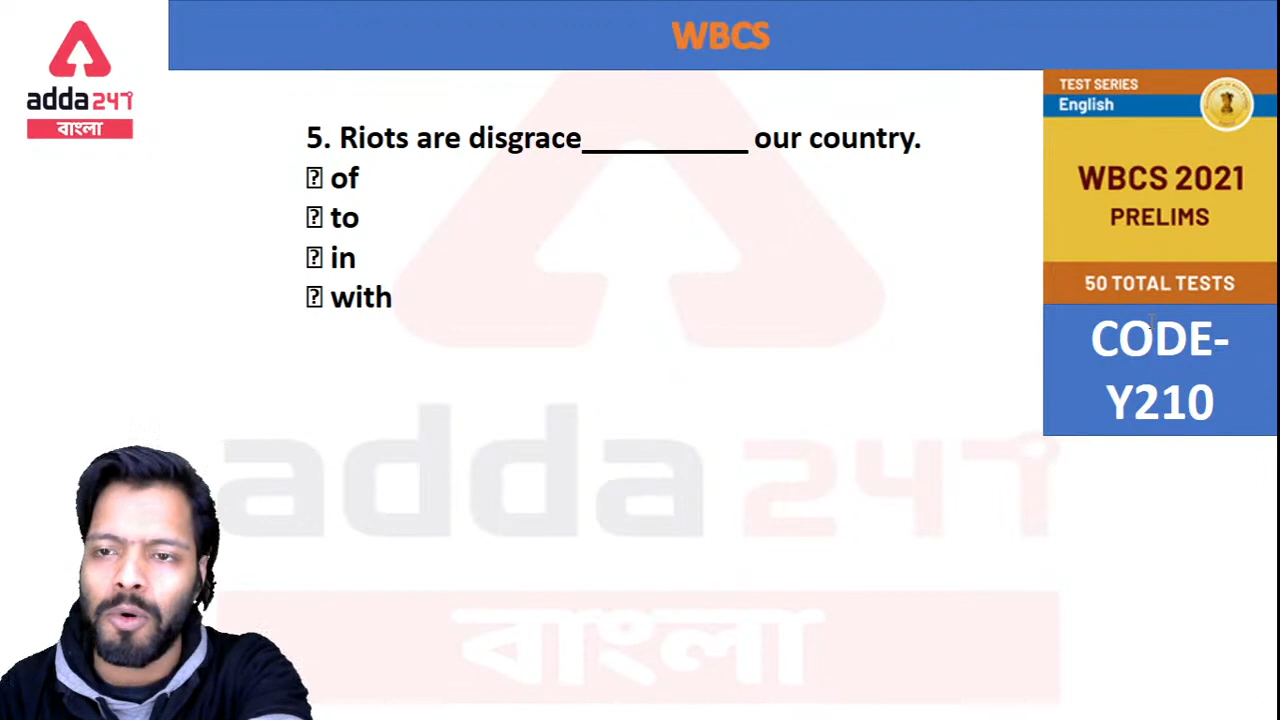 WBCS
adda247
বাংলা
TEST SERIES
English
WBCS 2021
PRELIMS
50 TOTAL TESTS
CODE-
Y210
5. Riots are disgrace__________ our country.
of
to
in
with
adda247
বাংলা